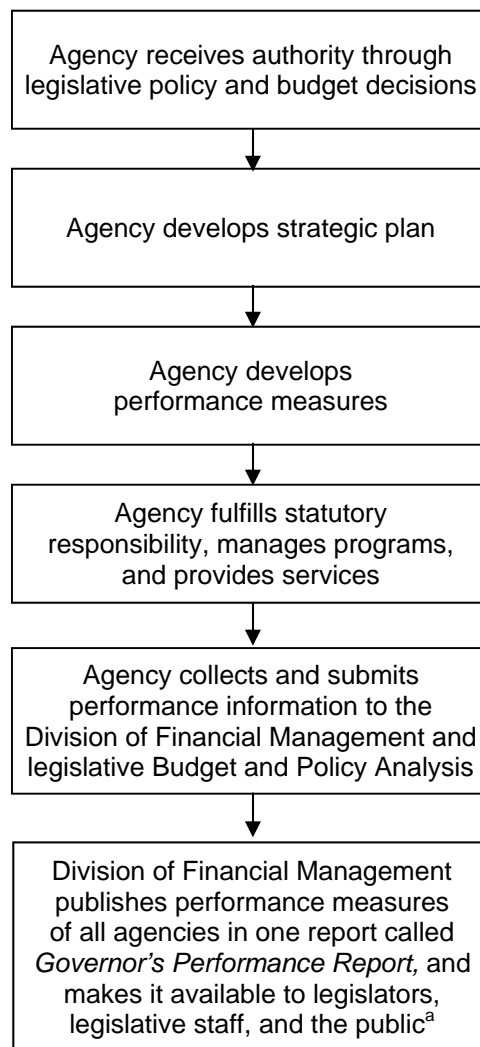 Agency receives authority through
legislative policy and budget decisions
Agency develops strategic plan
Agency develops
performance measures
Agency fulfills statutory
responsibility, manages programs,
and provides services
Agency collects and submits
performance information to the
Division of Financial Management and
legislative Budget and Policy Analysis
Division of Financial Management
publishes performance measures
of all agencies in one report called
Governor's Performance Report, and
makes it available to legislators,
legislative staff, and the publicᵃ